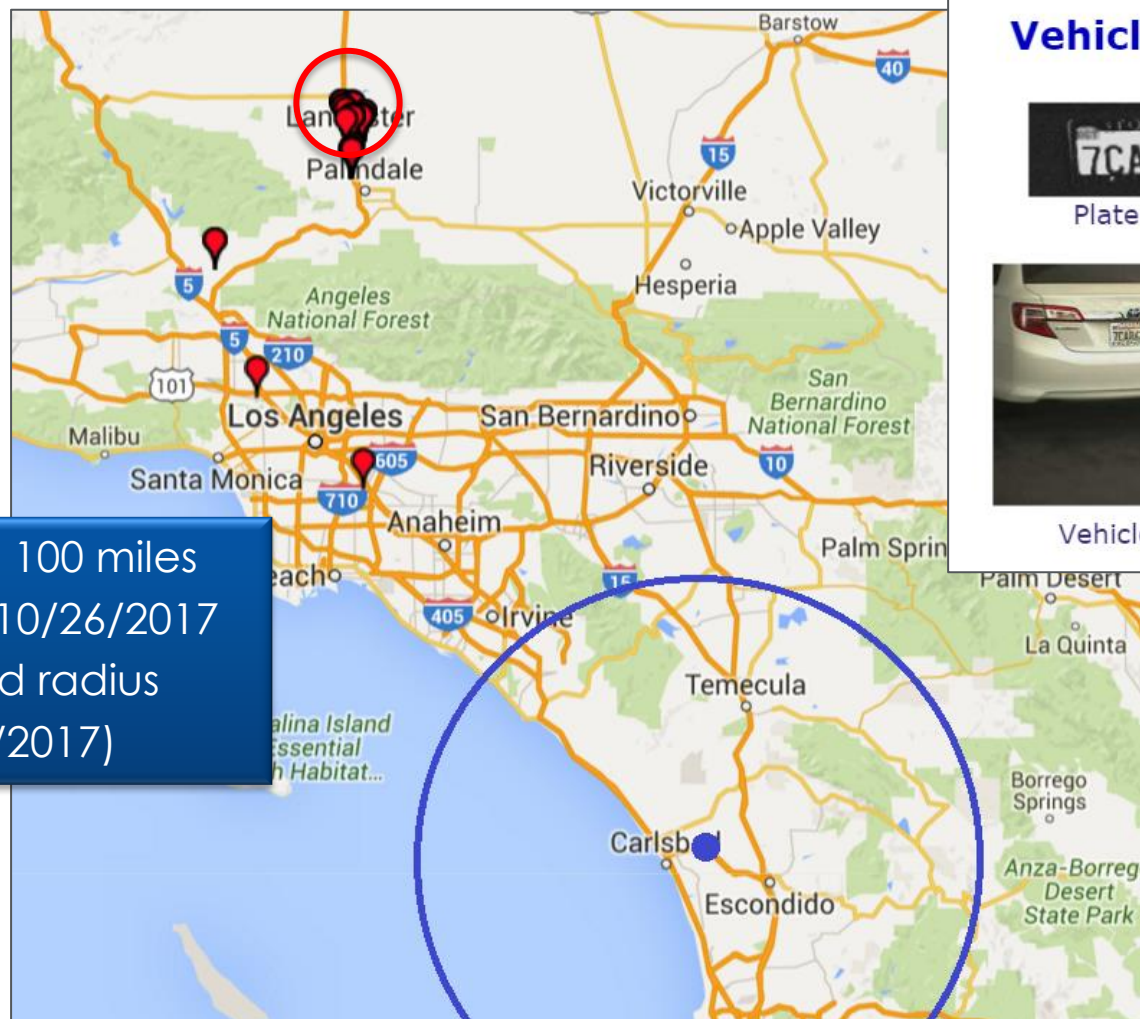 Barstow
40
Lancaster
Palmdale
15
Victorville
Apple Valley
Hesperia
5
Angeles
National Forest
5
210
101
San
Bernardino
National Forest
Los Angeles
San Bernardino
Malibu
Santa Monica
605
Riverside
10
710
Anaheim
Palm Sprin
each
15
Palm Desert
405
Irvine
La Quinta
Temecula
alina Island
Essential
h Habitat...
Borrego
Springs
Carlsb
Escondido
Anza-Borreg
Desert
State Park
100 miles
10/26/2017
d radius
/2017)
Vehicl
7CA
Plate
Vehicl